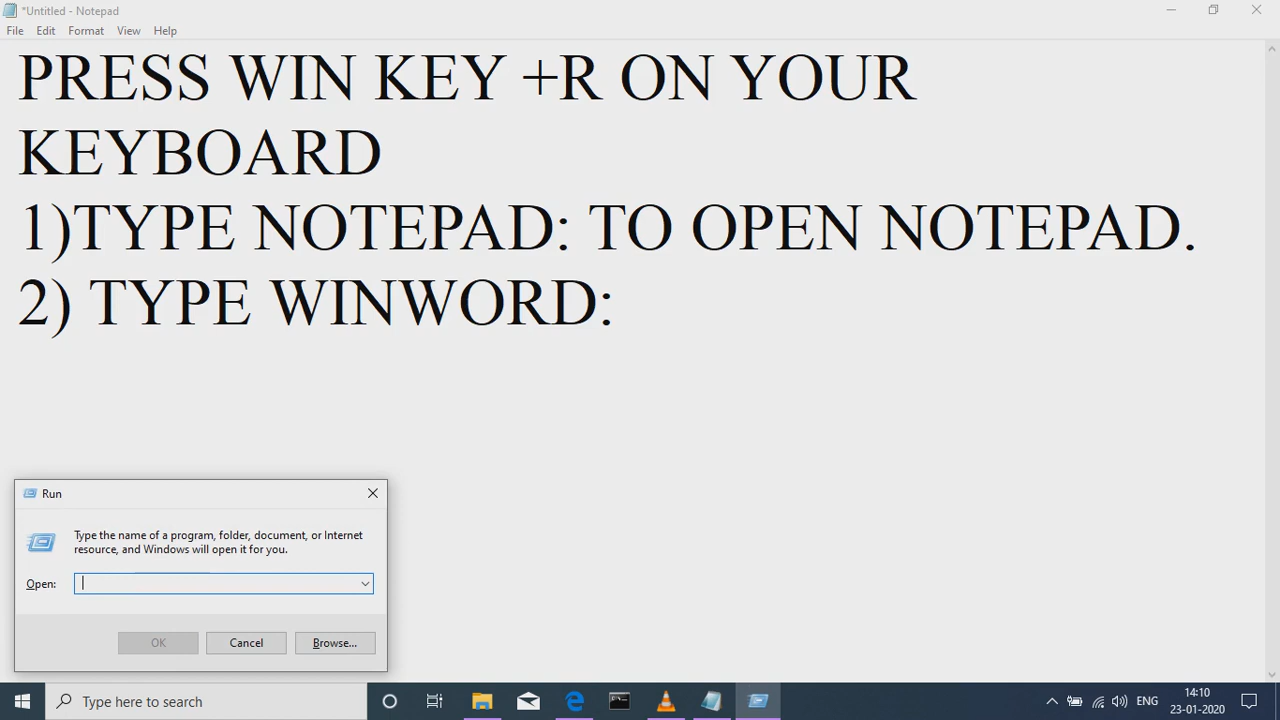 *Untitled - Notepad
File Edit Format View Help
PRESS WIN KEY +R ON YOUR
KEYBOARD
1)TYPE NOTEPAD: TO OPEN NOTEPAD.
2) TYPE WINWORD:
Run
Type the name of a program, folder, document, or Internet
resource, and Windows will open it for you.
Open:
OK Cancel Browse...
Type here to search
ENG
14:10
23-01-2020